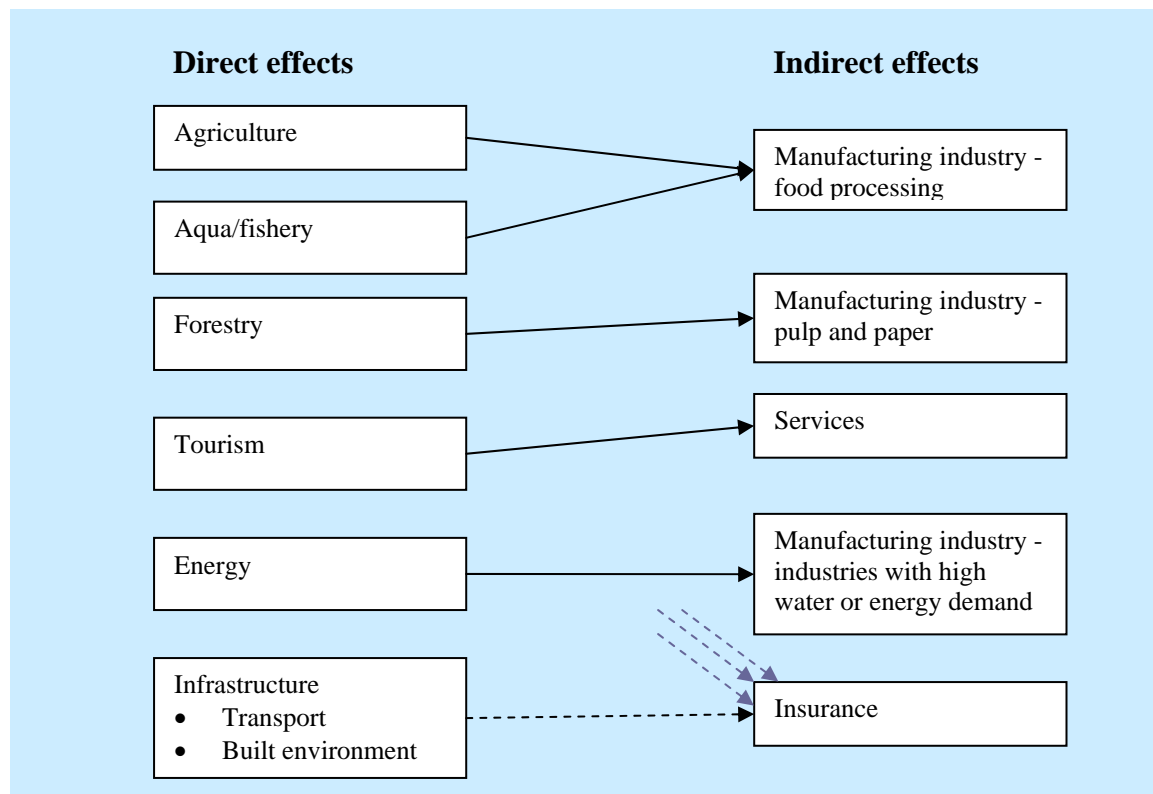 Direct effects
Indirect effects
Agriculture
Aqua/fishery
Forestry
Tourism
Energy
Infrastructure
• Transport
• Built environment
Manufacturing industry -
food processing
Manufacturing industry -
pulp and paper
Services
Manufacturing industry -
industries with high
water or energy demand
Insurance